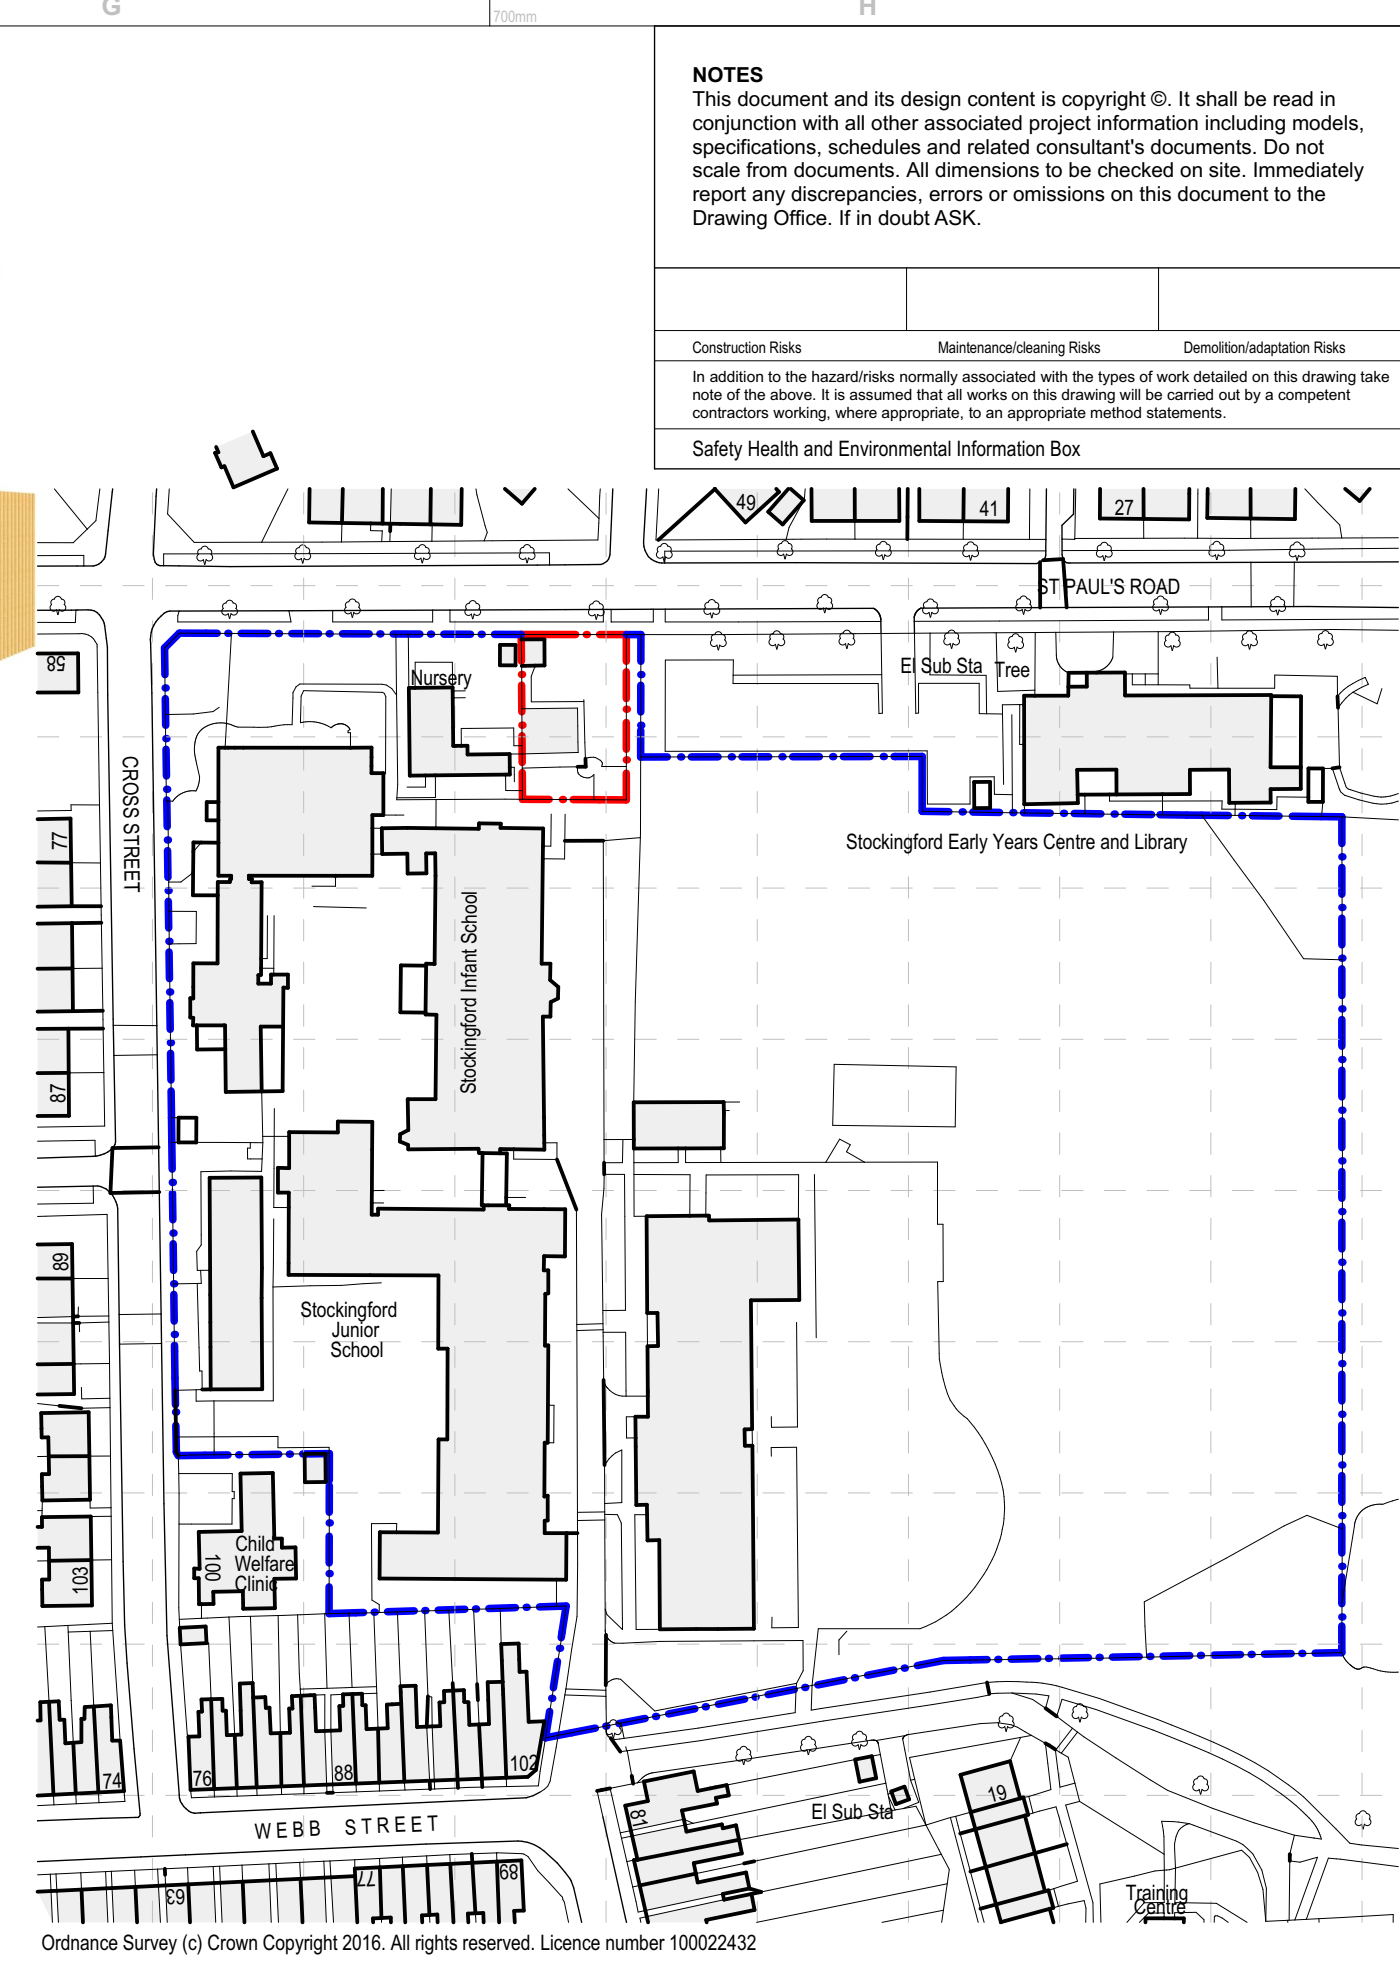 G
H
700mm
NOTES
This document and its design content is copyright ©. It shall be read in
conjunction with all other associated project information including models,
specifications, schedules and related consultant's documents. Do not
scale from documents. All dimensions to be checked on site. Immediately
report any discrepancies, errors or omissions on this document to the
Drawing Office. If in doubt ASK.
Construction Risks
Maintenance/cleaning Risks
Demolition/adaptation Risks
In addition to the hazard/risks normally associated with the types of work detailed on this drawing take
note of the above. It is assumed that all works on this drawing will be carried out by a competent
contractors working, where appropriate, to an appropriate method statements.
Safety Health and Environmental Information Box
49
41
27
ST PAUL'S ROAD
58
Nursery
El Sub Sta
Tree
CROSS STREET
77
Stockingford Early Years Centre and Library
Stockingford Infant School
87
89
Stockingford
Junior
School
100
Child
Welfare
Clinic
103
74
76
88
102
WEBB STREET
81
El Sub Sta
19
63
77
89
Training
Centre
Ordnance Survey (c) Crown Copyright 2016. All rights reserved. Licence number 100022432